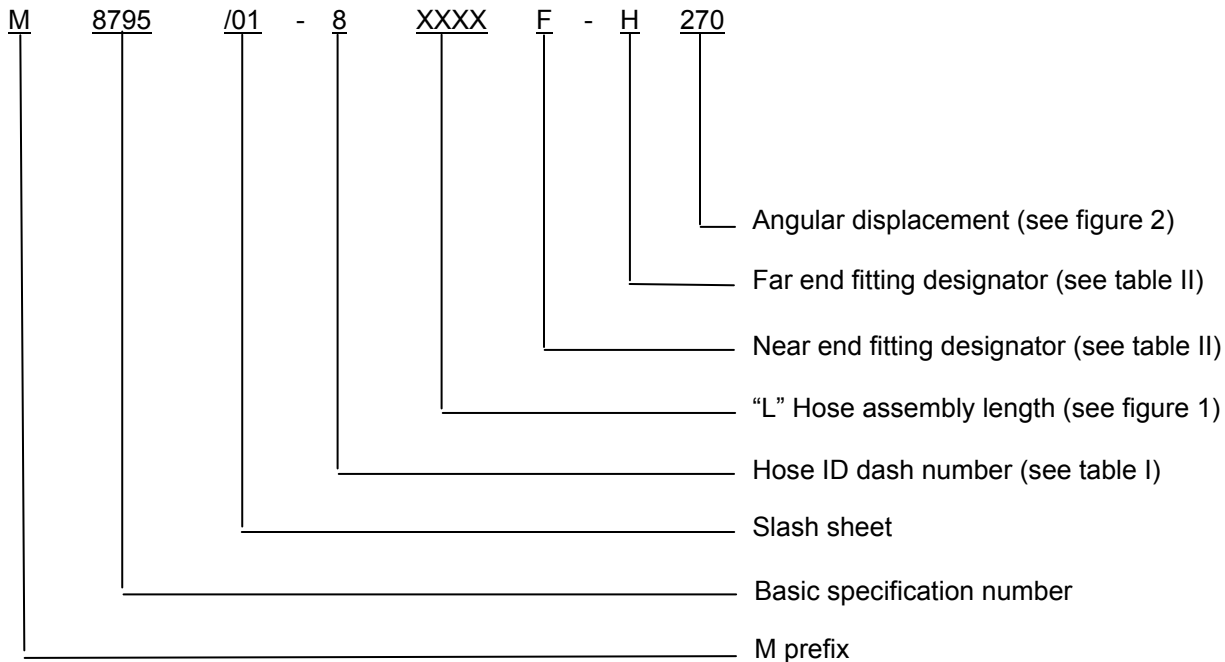 M 8795 /01 - 8 XXXX F - H 270
Angular displacement (see figure 2)
Far end fitting designator (see table II)
Near end fitting designator (see table II)
“L” Hose assembly length (see figure 1)
Hose ID dash number (see table I)
Slash sheet
Basic specification number
M prefix